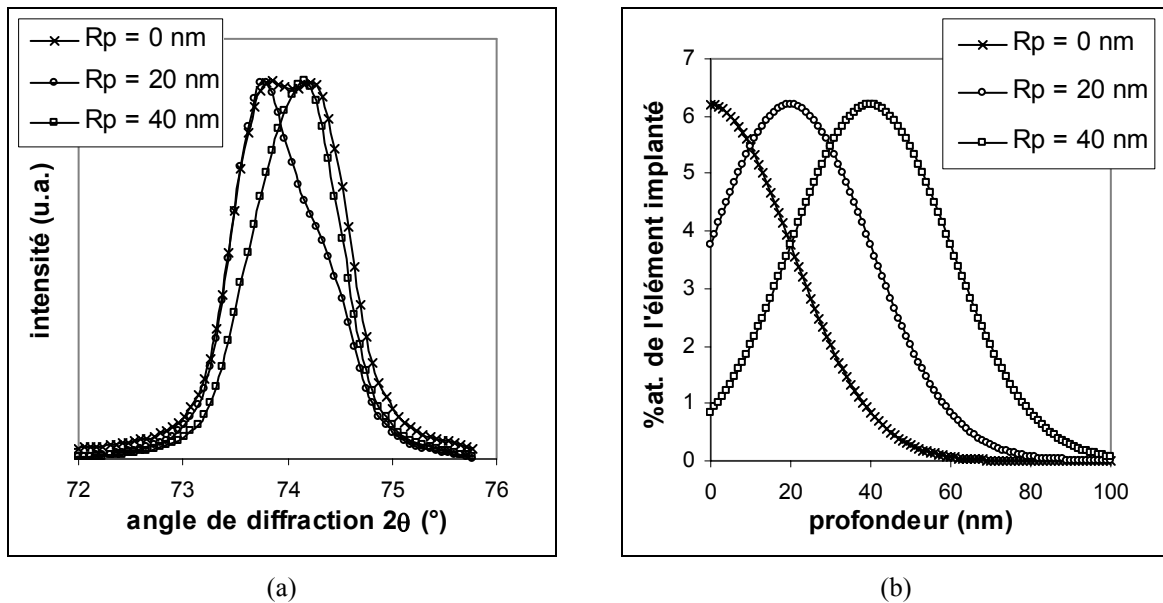 Rp = 0 nm
Rp = 20 nm
Rp = 40 nm
intensité (u.a.)
72 73 74 75 76
angle de diffraction 2θ (°)
(a)
Rp = 0 nm
Rp = 20 nm
Rp = 40 nm
%at. de l'élément implanté
7
6
5
4
3
2
1
0
0 20 40 60 80 100
profondeur (nm)
(b)